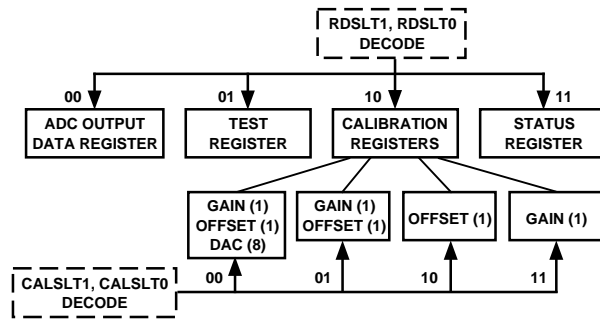 RDSLT1, RDSLT0
DECODE
00
01
10
11
ADC OUTPUT
DATA REGISTER
TEST
REGISTER
CALIBRATION
REGISTERS
STATUS
REGISTER
GAIN (1)
OFFSET (1)
DAC (8)
GAIN (1)
OFFSET (1)
OFFSET (1)
GAIN (1)
00
01
10
11
CALSLT1, CALSLT0
DECODE